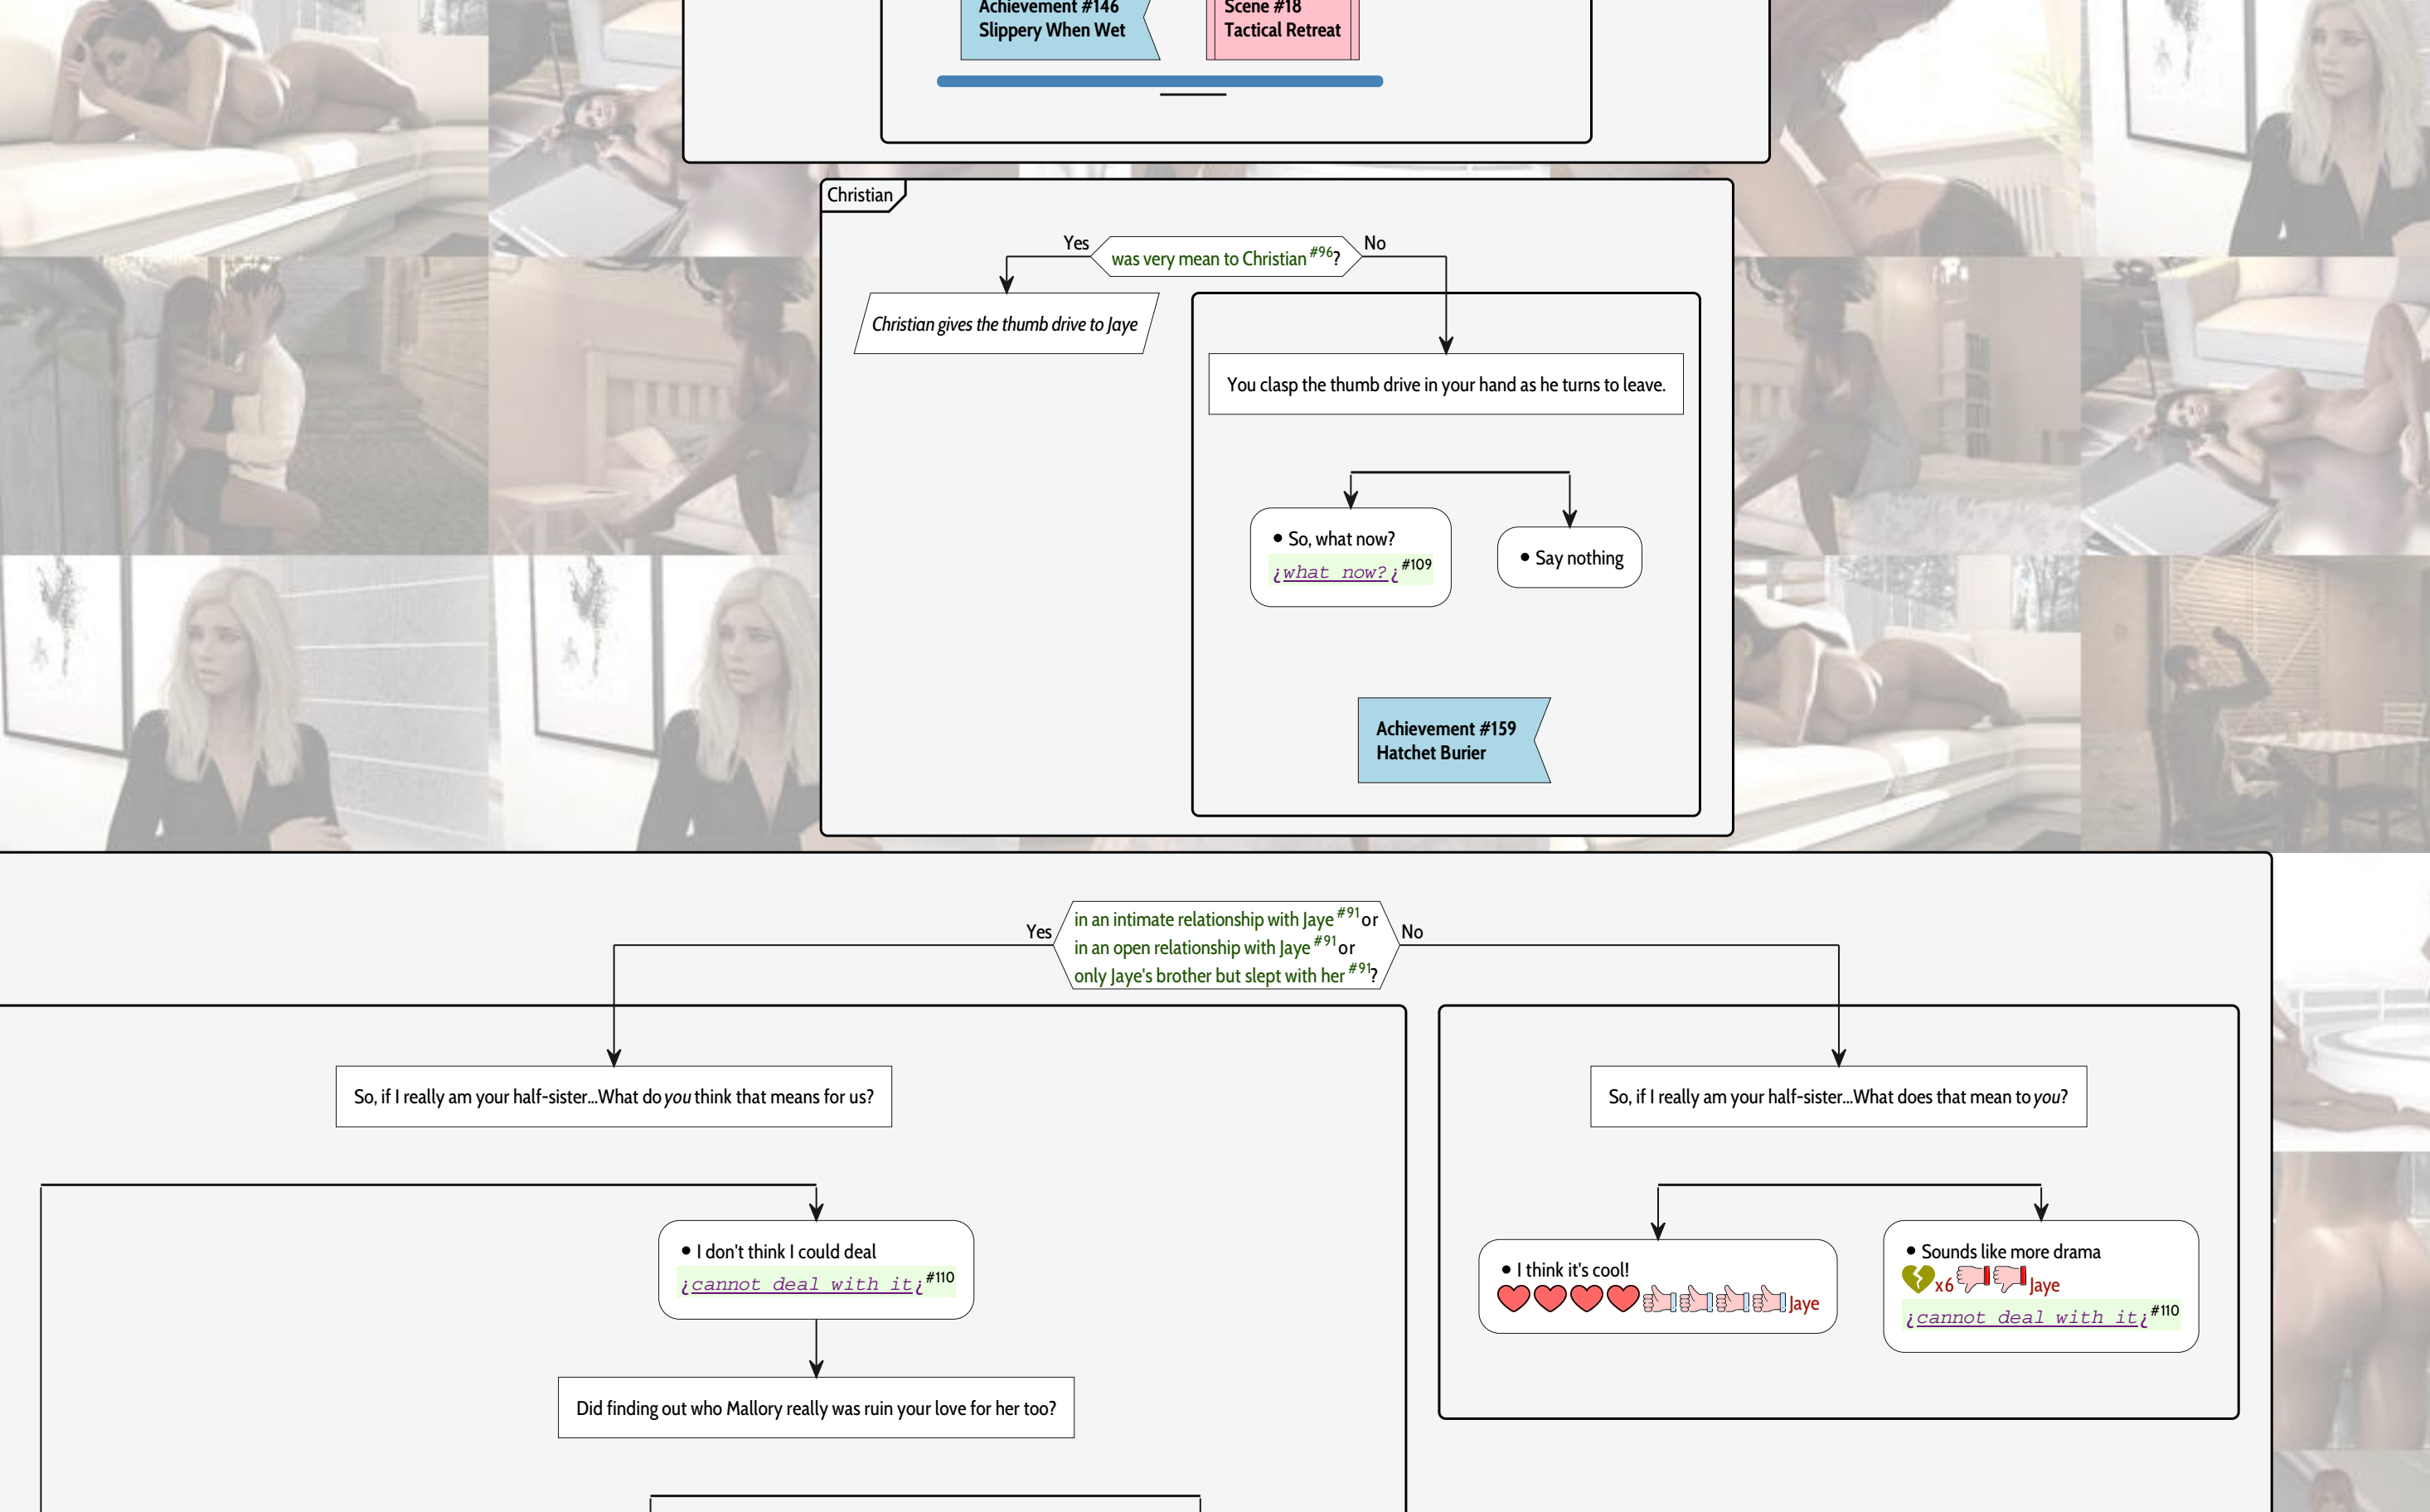 Achievement #146
Slippery When Wet
Scene #18
Tactical Retreat
Christian
Yes
was very mean to Christian #96?
No
Christian gives the thumb drive to Jaye
You clasp the thumb drive in your hand as he turns to leave.
• So, what now?
¿what now?¿ #109
• Say nothing
Achievement #159
Hatchet Burier
Yes
in an intimate relationship with Jaye #91 or
in an open relationship with Jaye #91 or
only Jaye's brother but slept with her #91?
No
So, if I really am your half-sister...What do you think that means for us?
So, if I really am your half-sister...What does that mean to you?
• I don't think I could deal
¿cannot deal with it¿ #110
• I think it's cool!
Jaye
• Sounds like more drama
x6 Jaye
¿cannot deal with it¿ #110
Did finding out who Mallory really was ruin your love for her too?